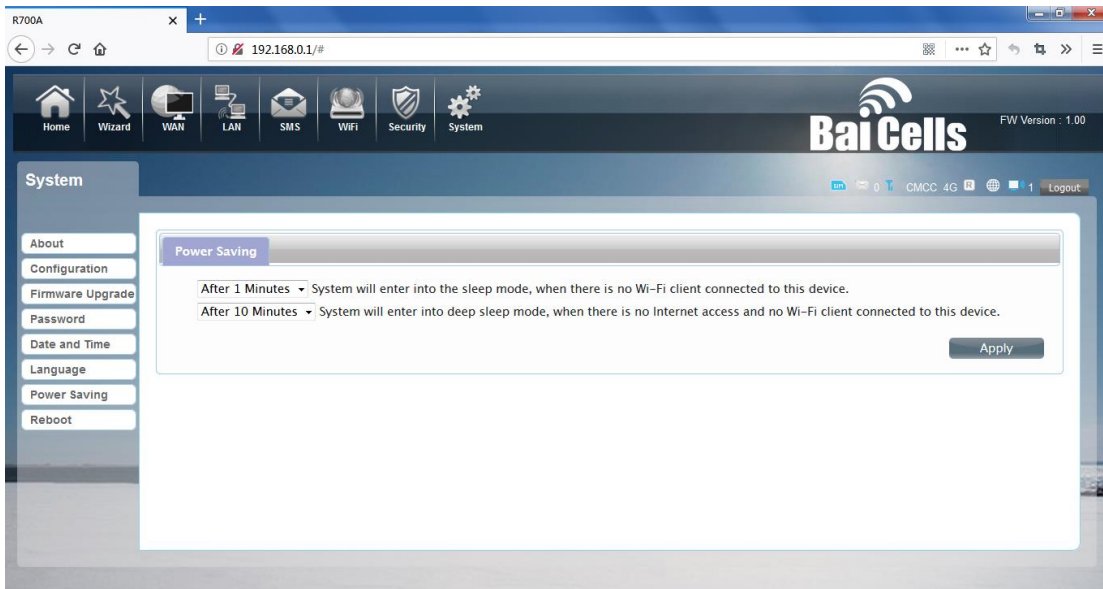 R700A
192.168.0.1/#
Home Wizard WAN LAN SMS WiFi Security System
BaiCells
FW Version : 1.00
System
SIM 0 CMCC 4G R 1 Logout
About
Configuration
Firmware Upgrade
Password
Date and Time
Language
Power Saving
Reboot
Power Saving
After 1 Minutes System will enter into the sleep mode, when there is no Wi-Fi client connected to this device.
After 10 Minutes System will enter into deep sleep mode, when there is no Internet access and no Wi-Fi client connected to this device.
Apply